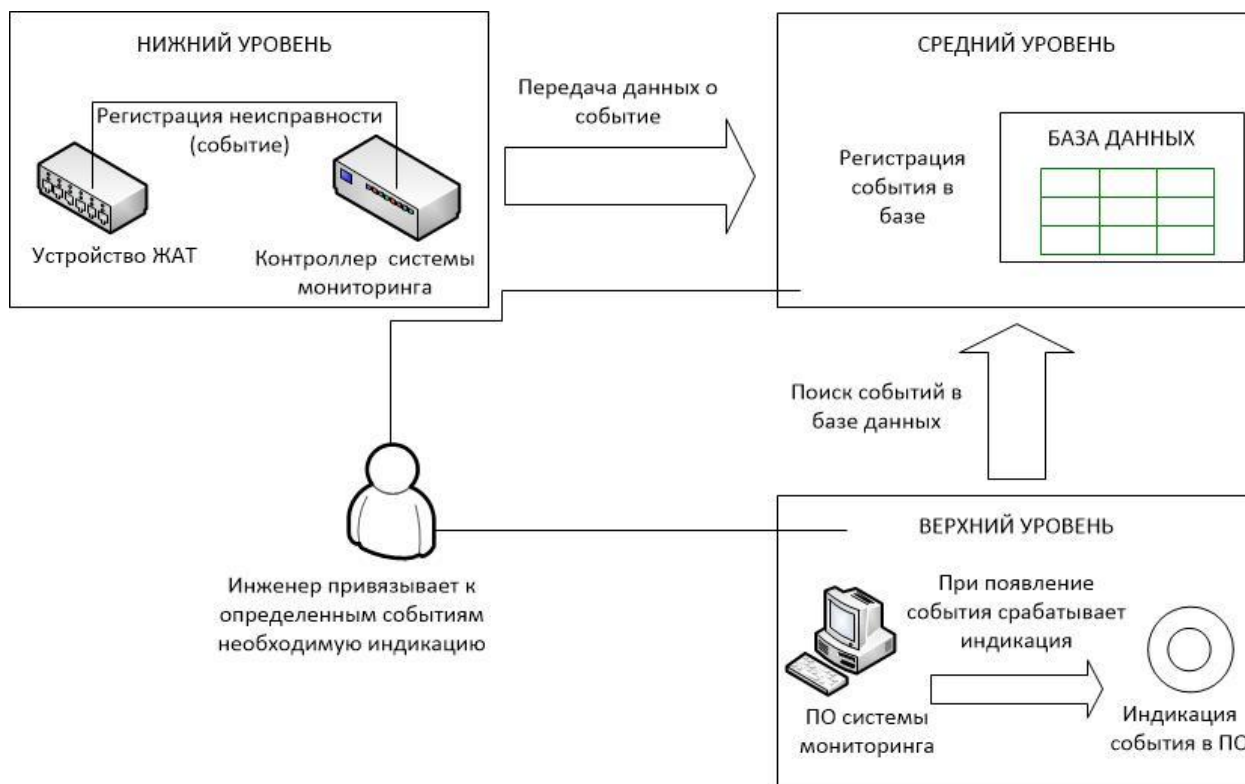 НИЖНИЙ УРОВЕНЬ
Регистрация неисправности
(событие)
Устройство ЖАТ
Контроллер системы
мониторинга
Передача данных о
событие
СРЕДНИЙ УРОВЕНЬ
Регистрация
события в
базе
БАЗА ДАННЫХ
Поиск событий в
базе данных
Инженер привязывает к
определенным событиям
необходимую индикацию
ВЕРХНИЙ УРОВЕНЬ
При появление
события срабатывает
индикация
ПО системы
мониторинга
Индикация
события в ПО